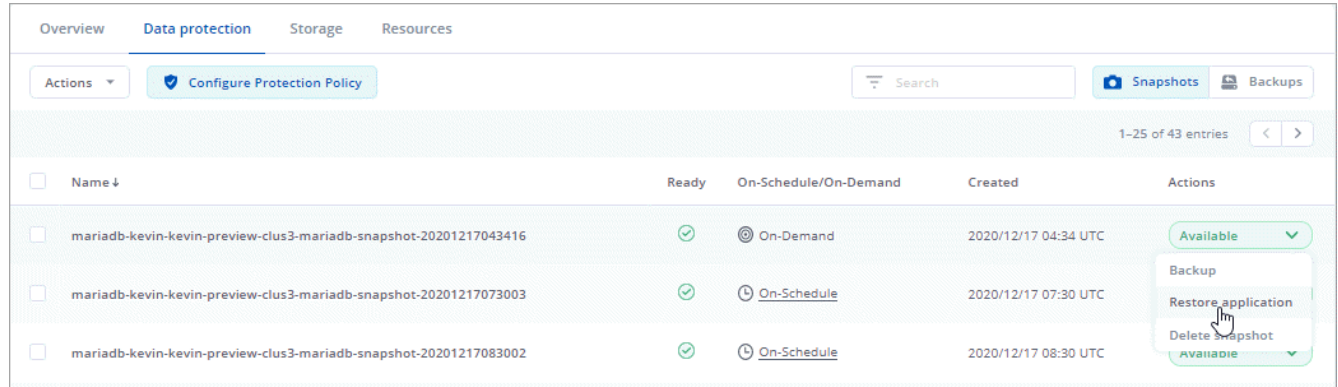 Overview Data protection Storage Resources
Actions Configure Protection Policy Search Snapshots Backups
1–25 of 43 entries
Name↓ Ready On-Schedule/On-Demand Created Actions
mariadb-kevin-kevin-preview-clus3-mariadb-snapshot-20201217043416 On-Demand 2020/12/17 04:34 UTC Available
Backup
mariadb-kevin-kevin-preview-clus3-mariadb-snapshot-20201217073003 On-Schedule 2020/12/17 07:30 UTC
Restore application
Delete snapshot
mariadb-kevin-kevin-preview-clus3-mariadb-snapshot-20201217083002 On-Schedule 2020/12/17 08:30 UTC Available